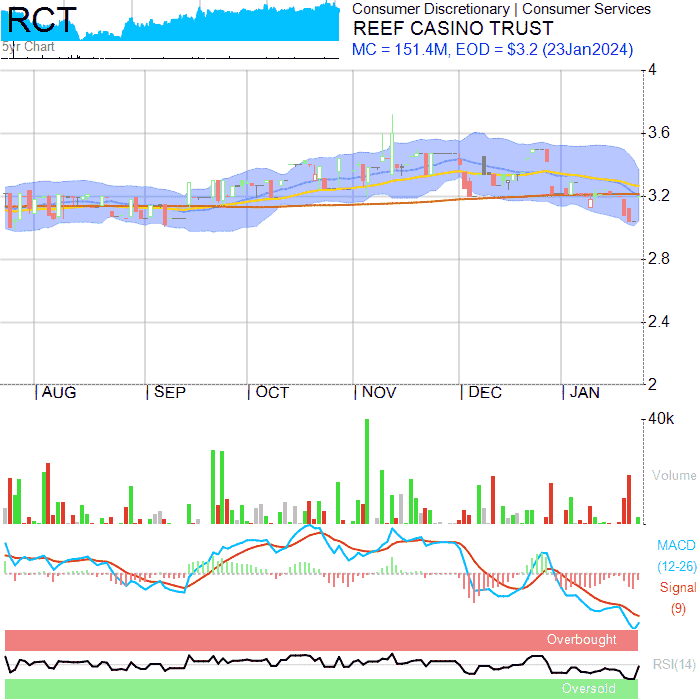 RCT
5yr Chart
Consumer Discretionary | Consumer Services
REEF CASINO TRUST
MC = 151.4M, EOD = $3.2 (23Jan2024)
4
3.6
3.2
2.8
2.4
2
AUG SEP OCT NOV DEC JAN
40k
Volume
MACD
(12-26)
Signal
(9)
Overbought
RSI(14)
Oversold